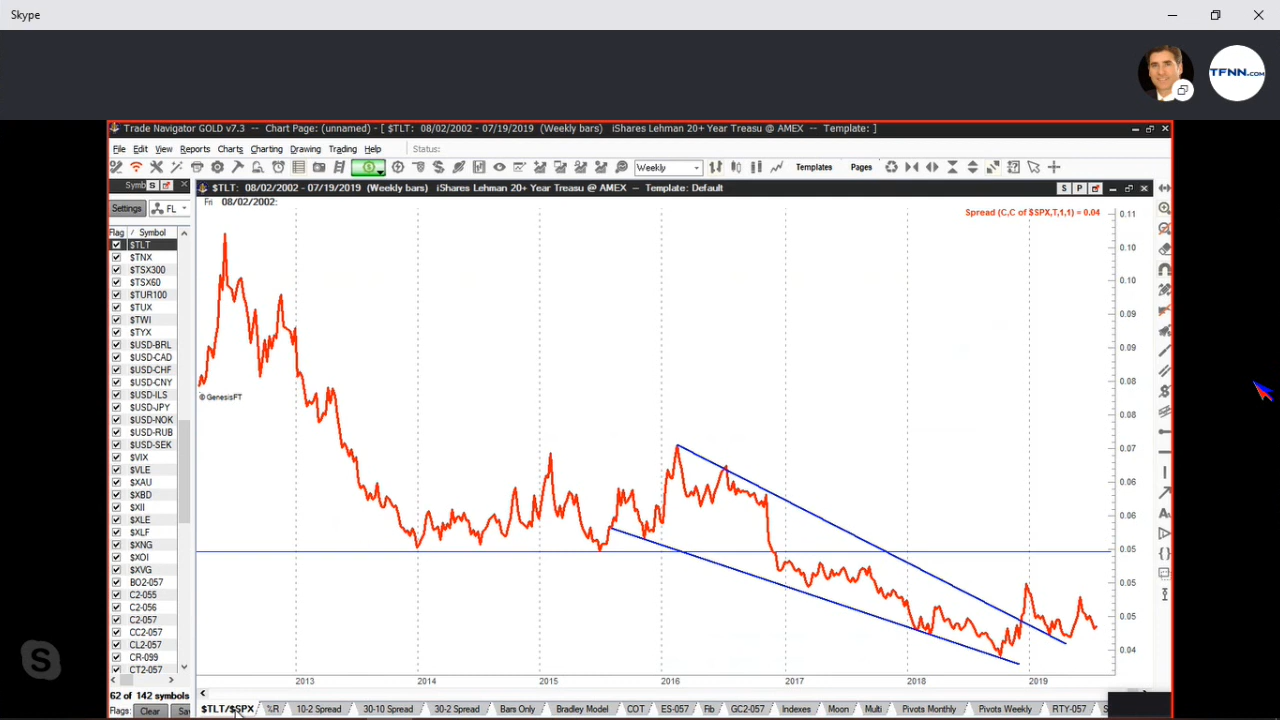 Skype
TFNN.COM
Trade Navigator GOLD v7.3 -- Chart Page: (unnamed) - [ $TLT: 08/02/2002 - 07/19/2019 (Weekly bars) iShares Lehman 20+ Year Treasu @ AMEX -- Template: ]
File Edit View Reports Charts Charting Drawing Trading Help Status:
Weekly Templates Pages
Symb S
$TLT: 08/02/2002 - 07/19/2019 (Weekly bars) iShares Lehman 20+ Year Treasu @ AMEX -- Template: Default
S P
Settings FL
Fri 08/02/2002:
Spread (C,C of $SPX,T,1,1) = 0.04
Flag / Symbol
$TLT
$TNX
$TSX300
$TSX60
$TUR100
$TUX
$TWI
$TYX
$USD-BRL
$USD-CAD
$USD-CHF
$USD-CNY
$USD-ILS
$USD-JPY
$USD-NOK
$USD-RUB
$USD-SEK
$VIX
$VLE
$XAU
$XBD
$XII
$XLE
$XLF
$XNG
$XOI
$XVG
BO2-057
C2-055
C2-056
C2-057
CC2-057
CL2-057
CR-099
CT2-057
© GenesisFT
0.11
0.10
0.10
0.09
0.09
0.08
0.08
0.07
0.06
0.06
0.05
0.05
0.05
0.04
2013 2014 2015 2016 2017 2018 2019
62 of 142 symbols
Flags: Clear Sa
$TLT/$SPX %R 10-2 Spread 30-10 Spread 30-2 Spread Bars Only Bradley Model COT ES-057 Fib GC2-057 Indexes Moon Multi Pivots Monthly Pivots Weekly RTY-057 S